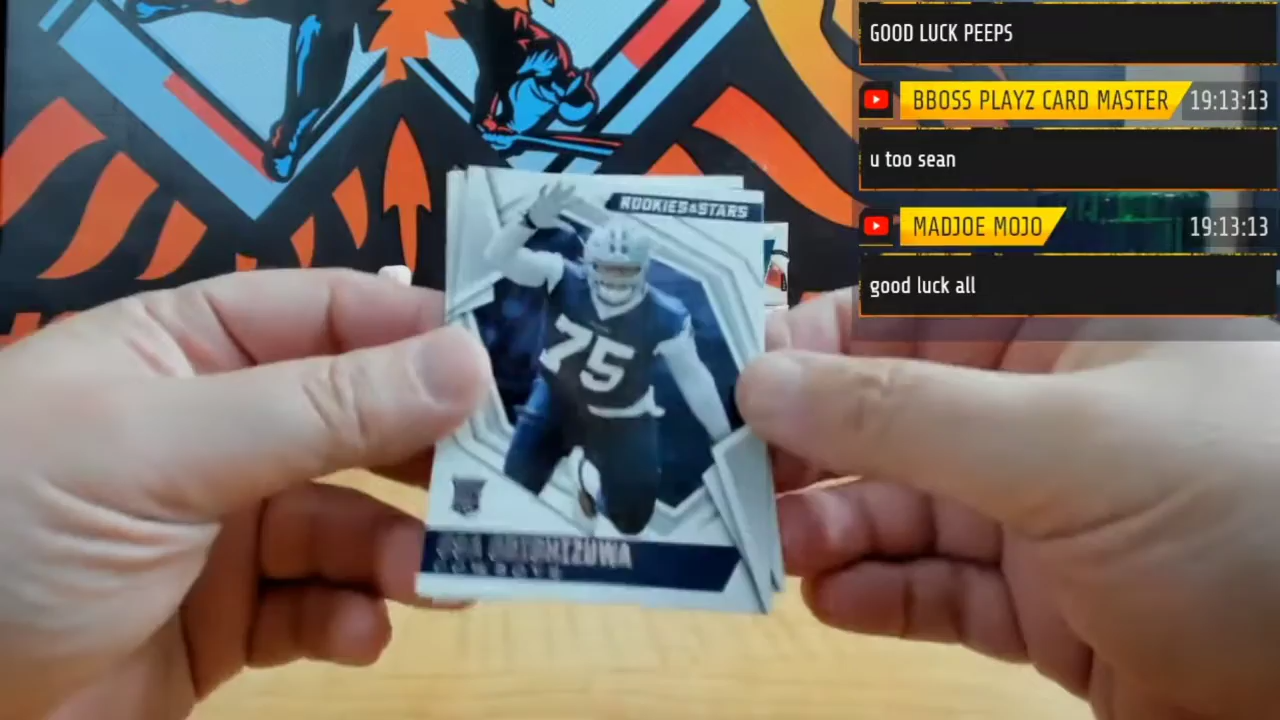 GOOD LUCK PEEPS
BBOSS PLAYZ CARD MASTER 19:13:13
u too sean
MADJOE MOJO 19:13:13
good luck all
ROOKIES&STARS
75